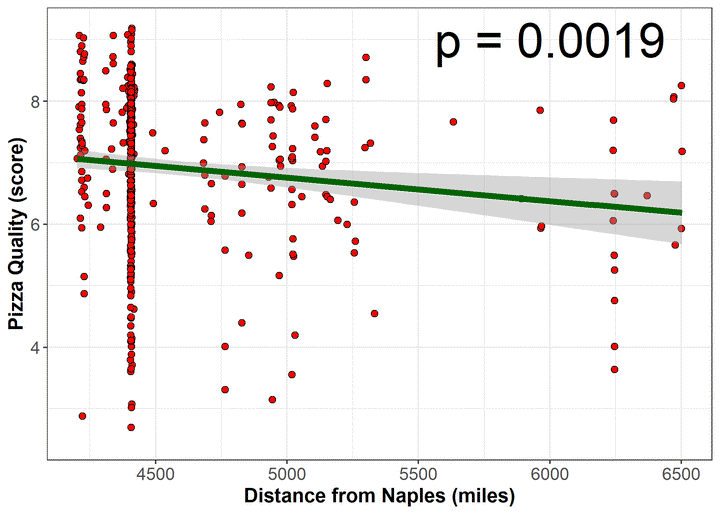 p = 0.0019
Pizza Quality (score)
8
6
4
4500 5000 5500 6000 6500
Distance from Naples (miles)